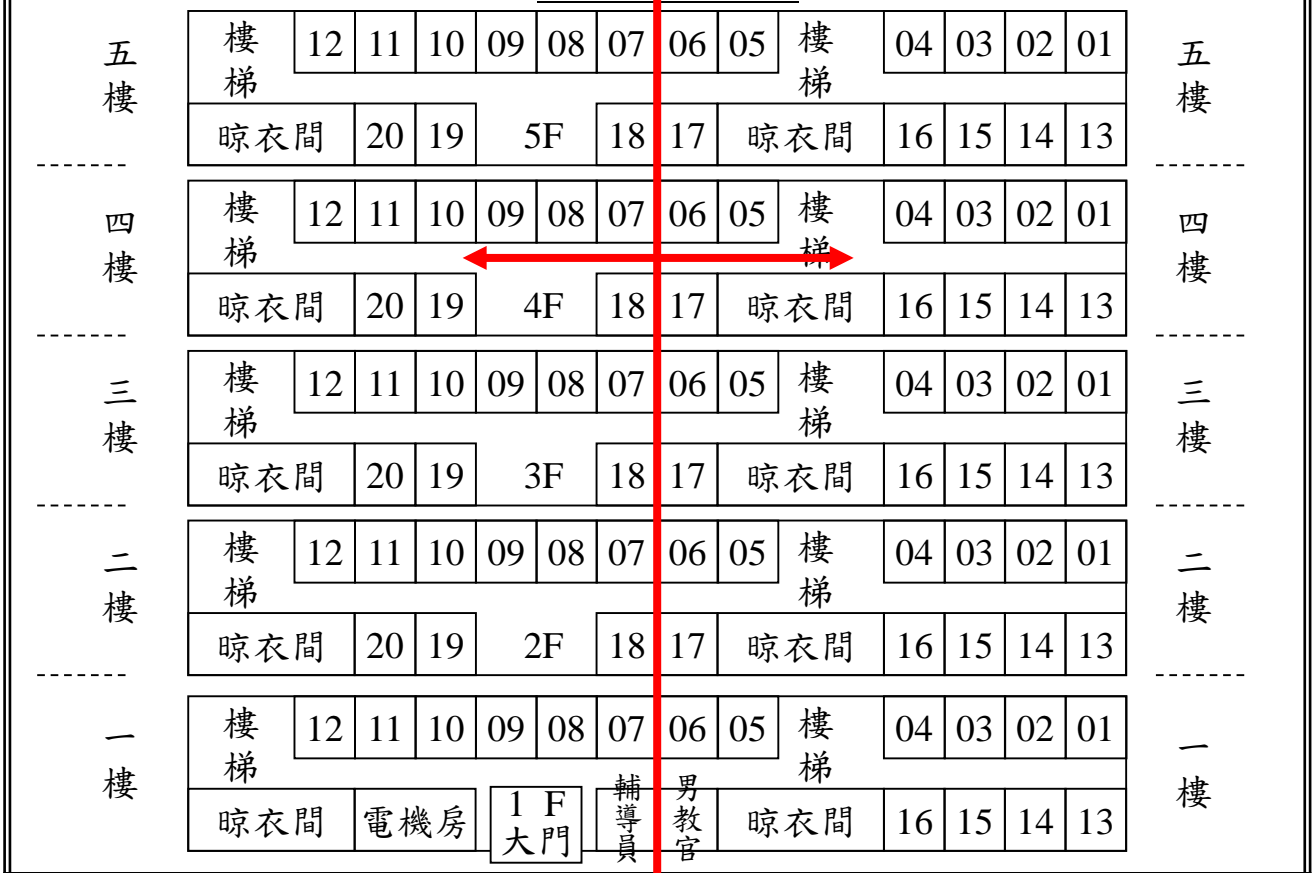 五樓 樓梯 12 11 10 09 08 07 06 05 樓梯 04 03 02 01 五樓
晾衣間 20 19 5F 18 17 晾衣間 16 15 14 13
四樓 樓梯 12 11 10 09 08 07 06 05 樓梯 04 03 02 01 四樓
晾衣間 20 19 4F 18 17 晾衣間 16 15 14 13
三樓 樓梯 12 11 10 09 08 07 06 05 樓梯 04 03 02 01 三樓
晾衣間 20 19 3F 18 17 晾衣間 16 15 14 13
二樓 樓梯 12 11 10 09 08 07 06 05 樓梯 04 03 02 01 二樓
晾衣間 20 19 2F 18 17 晾衣間 16 15 14 13
一樓 樓梯 12 11 10 09 08 07 06 05 樓梯 04 03 02 01 一樓
晾衣間 電機房 1 F 大門 輔導員 男教官 晾衣間 16 15 14 13